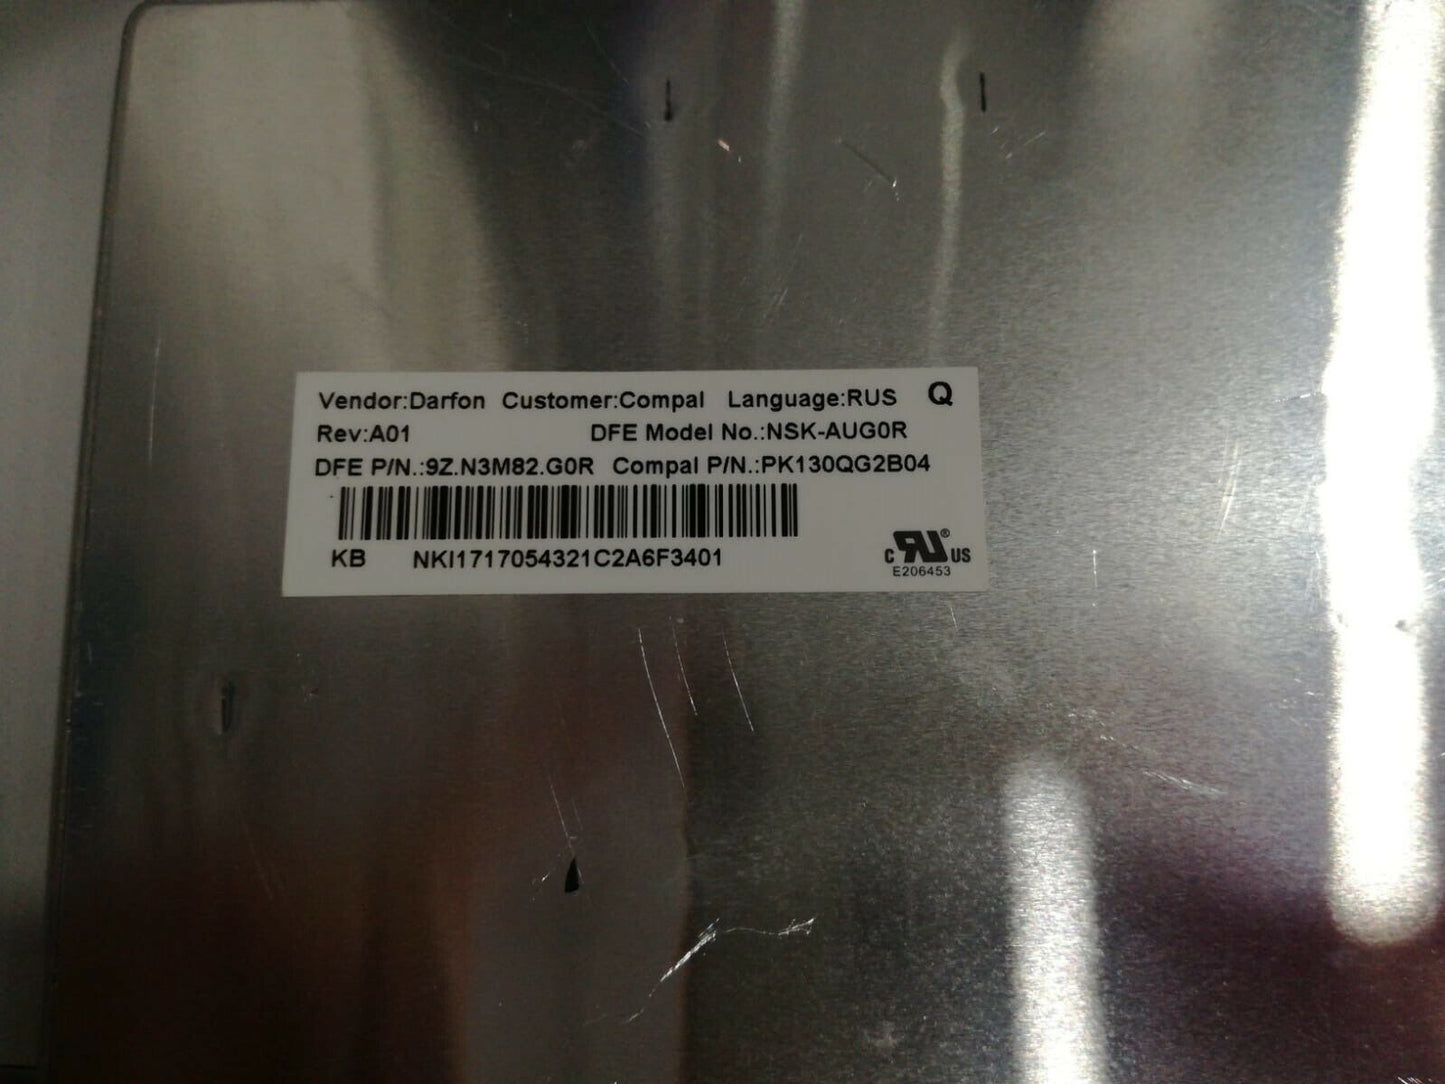 Vendor:Darfon Customer:Compal Language:RUS Q
Rev:A01 DFE Model No.:NSK-AUG0R
DFE P/N.:9Z.N3M82.G0R Compal P/N.:PK130QG2B04
KB NKI1717054321C2A6F3401
C RU ® US
E206453